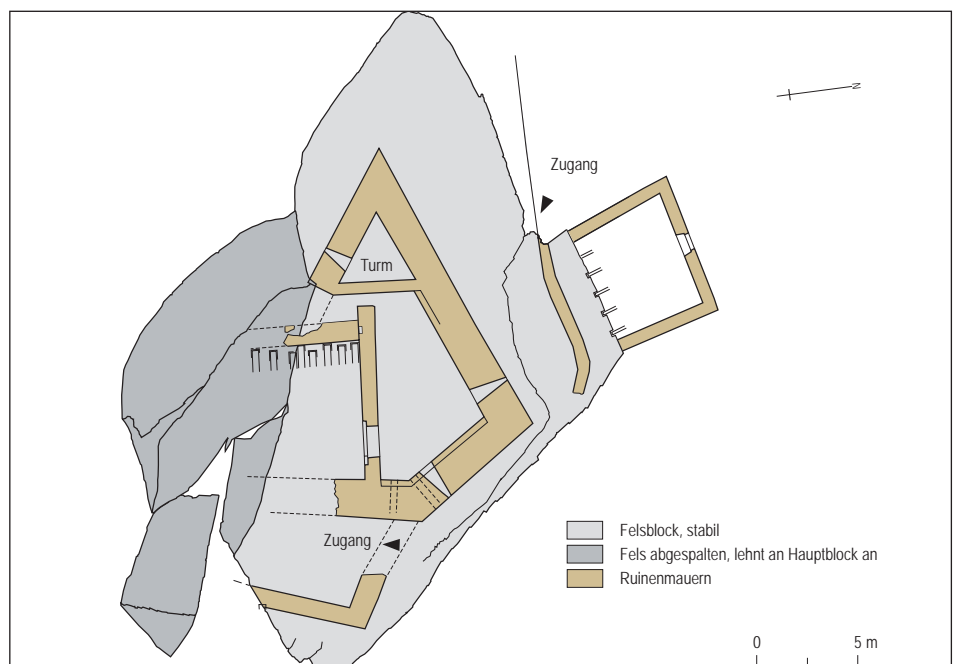 N
Zugang
Turm
Zugang
Felsblock, stabil
Fels abgespalten, lehnt an Hauptblock an
Ruinenmauern
0 5 m